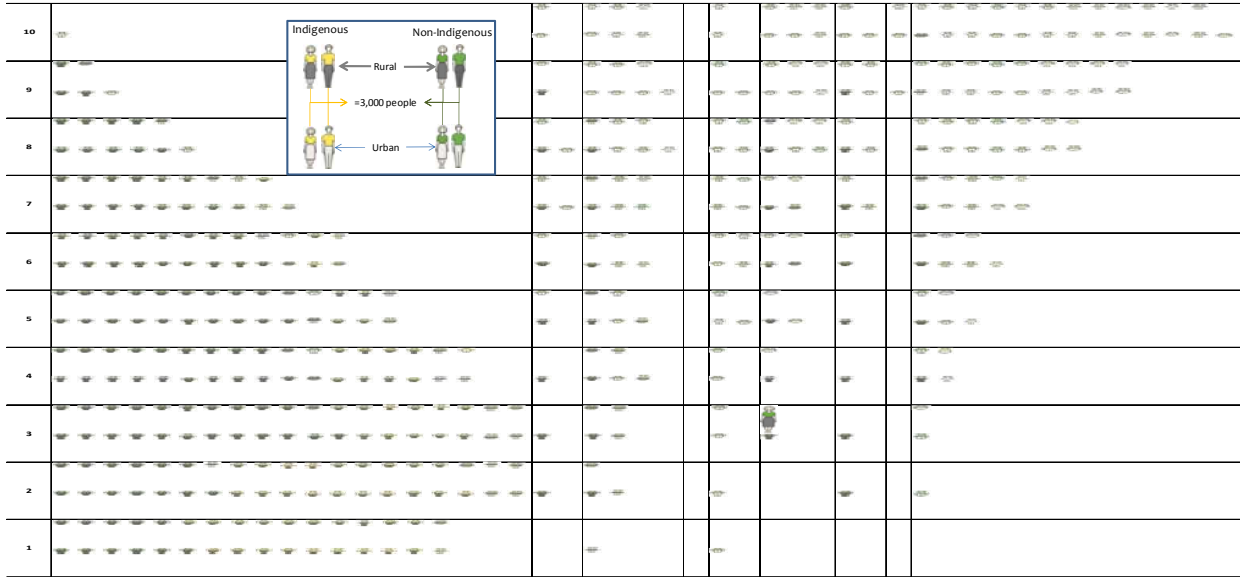 10
Indigenous
Non-Indigenous
Rural
9
=3,000 people
8
Urban
7
6
5
4
3
2
1